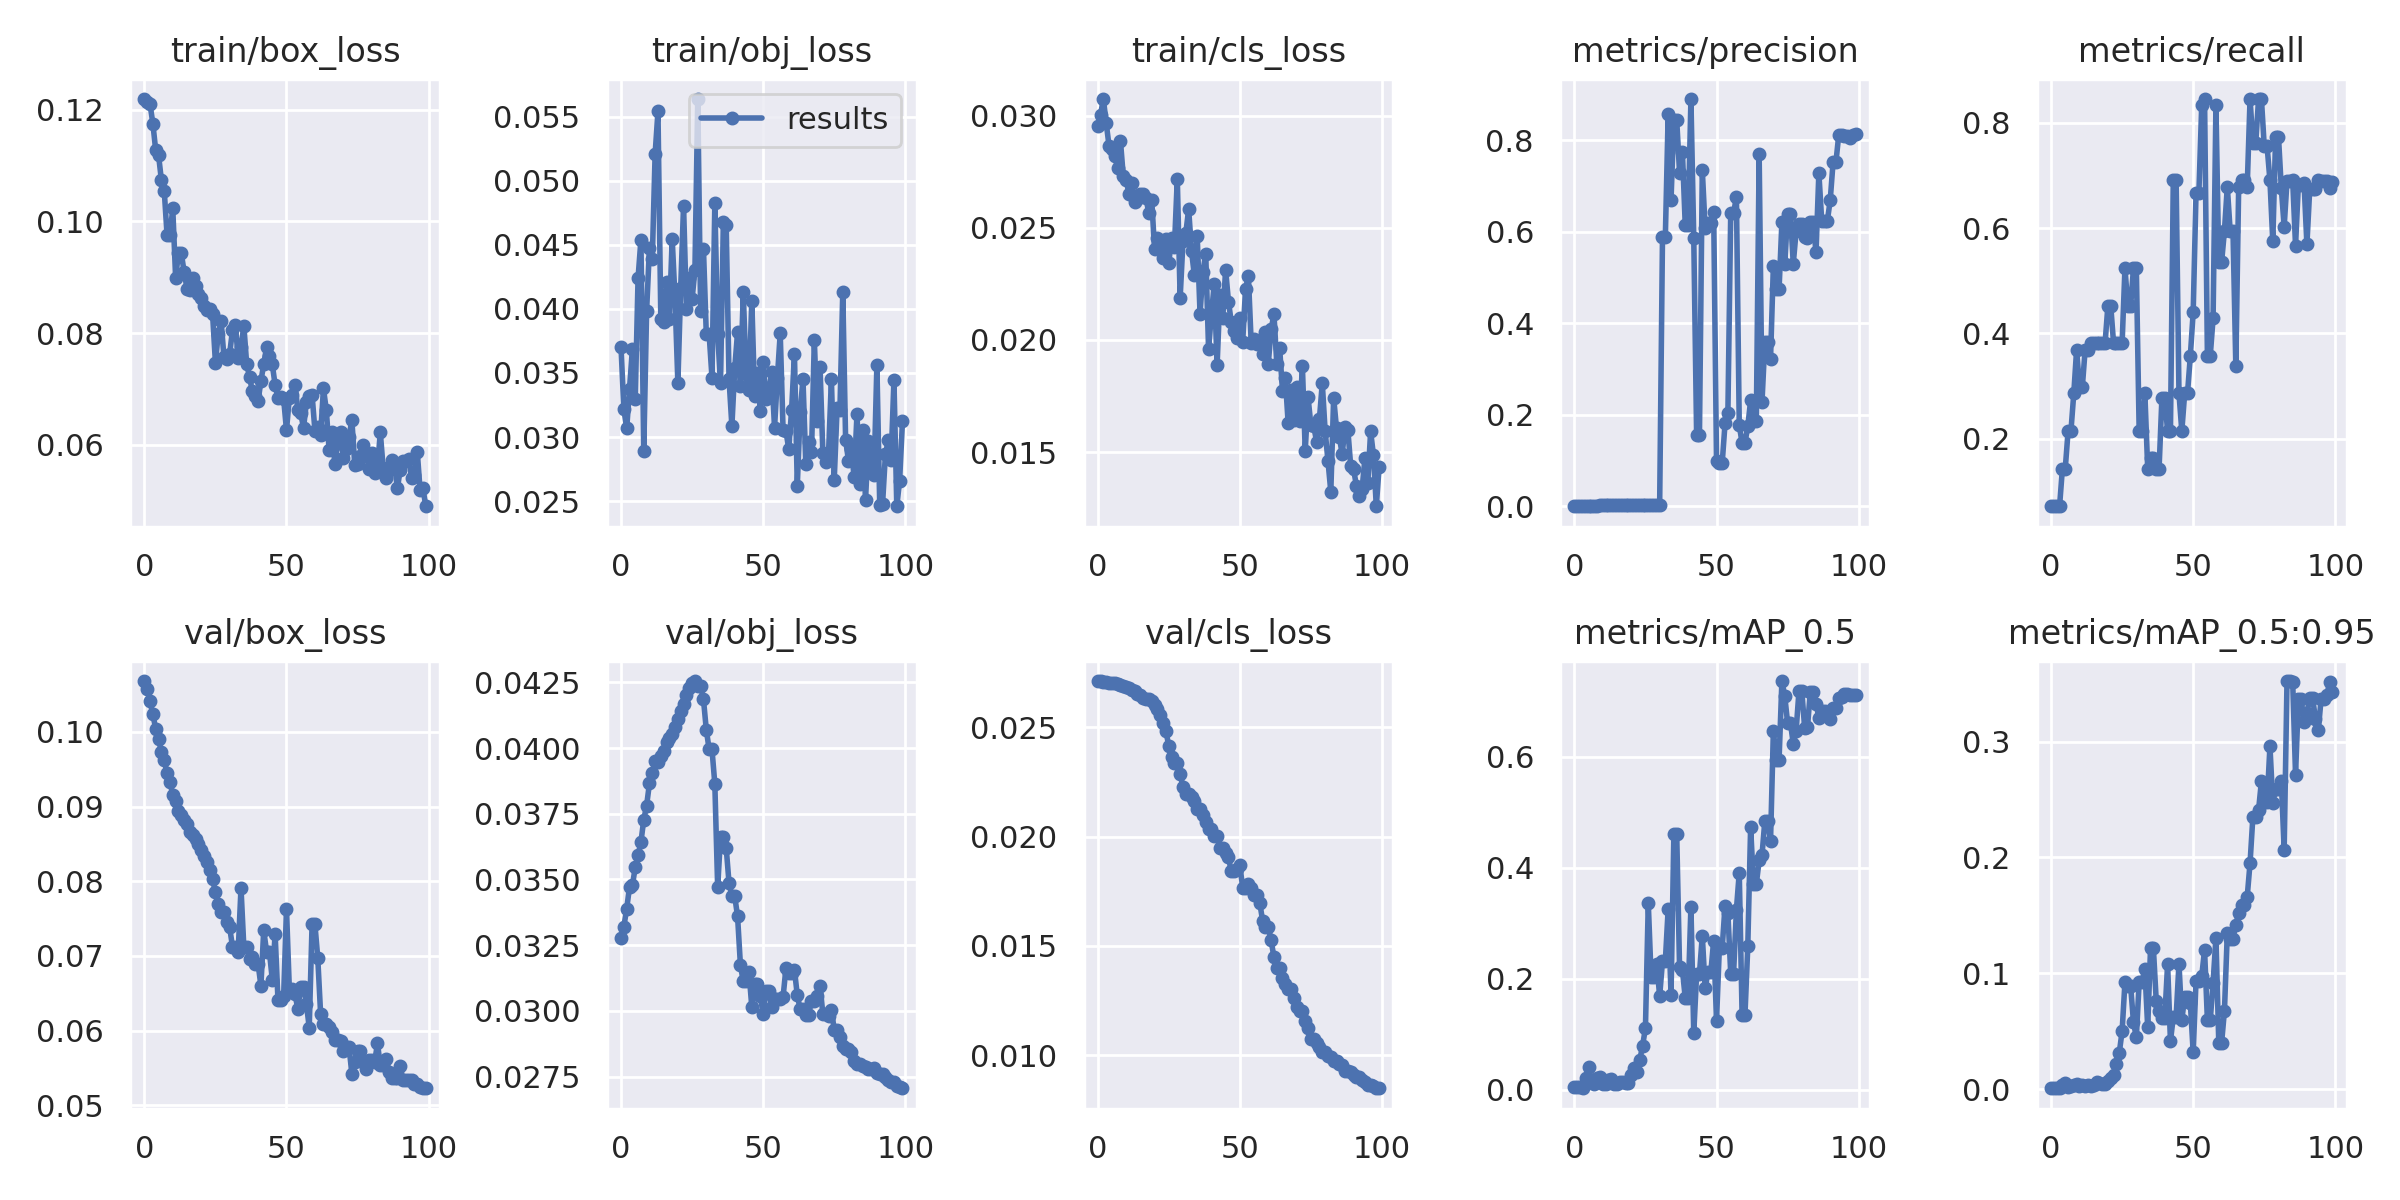 train/box_loss
train/obj_loss
train/cls_loss
metrics/precision
metrics/recall
0.12
0.10
0.08
0.06
0 50 100
0.055
0.050
0.045
0.040
0.035
0.030
0.025
results
0 50 100
0.030
0.025
0.020
0.015
0 50 100
0.8
0.6
0.4
0.2
0.0
0 50 100
0.8
0.6
0.4
0.2
0 50 100
val/box_loss
val/obj_loss
val/cls_loss
metrics/mAP_0.5
metrics/mAP_0.5:0.95
0.10
0.09
0.08
0.07
0.06
0.05
0 50 100
0.0425
0.0400
0.0375
0.0350
0.0325
0.0300
0.0275
0 50 100
0.025
0.020
0.015
0.010
0 50 100
0.6
0.4
0.2
0.0
0 50 100
0.3
0.2
0.1
0.0
0 50 100